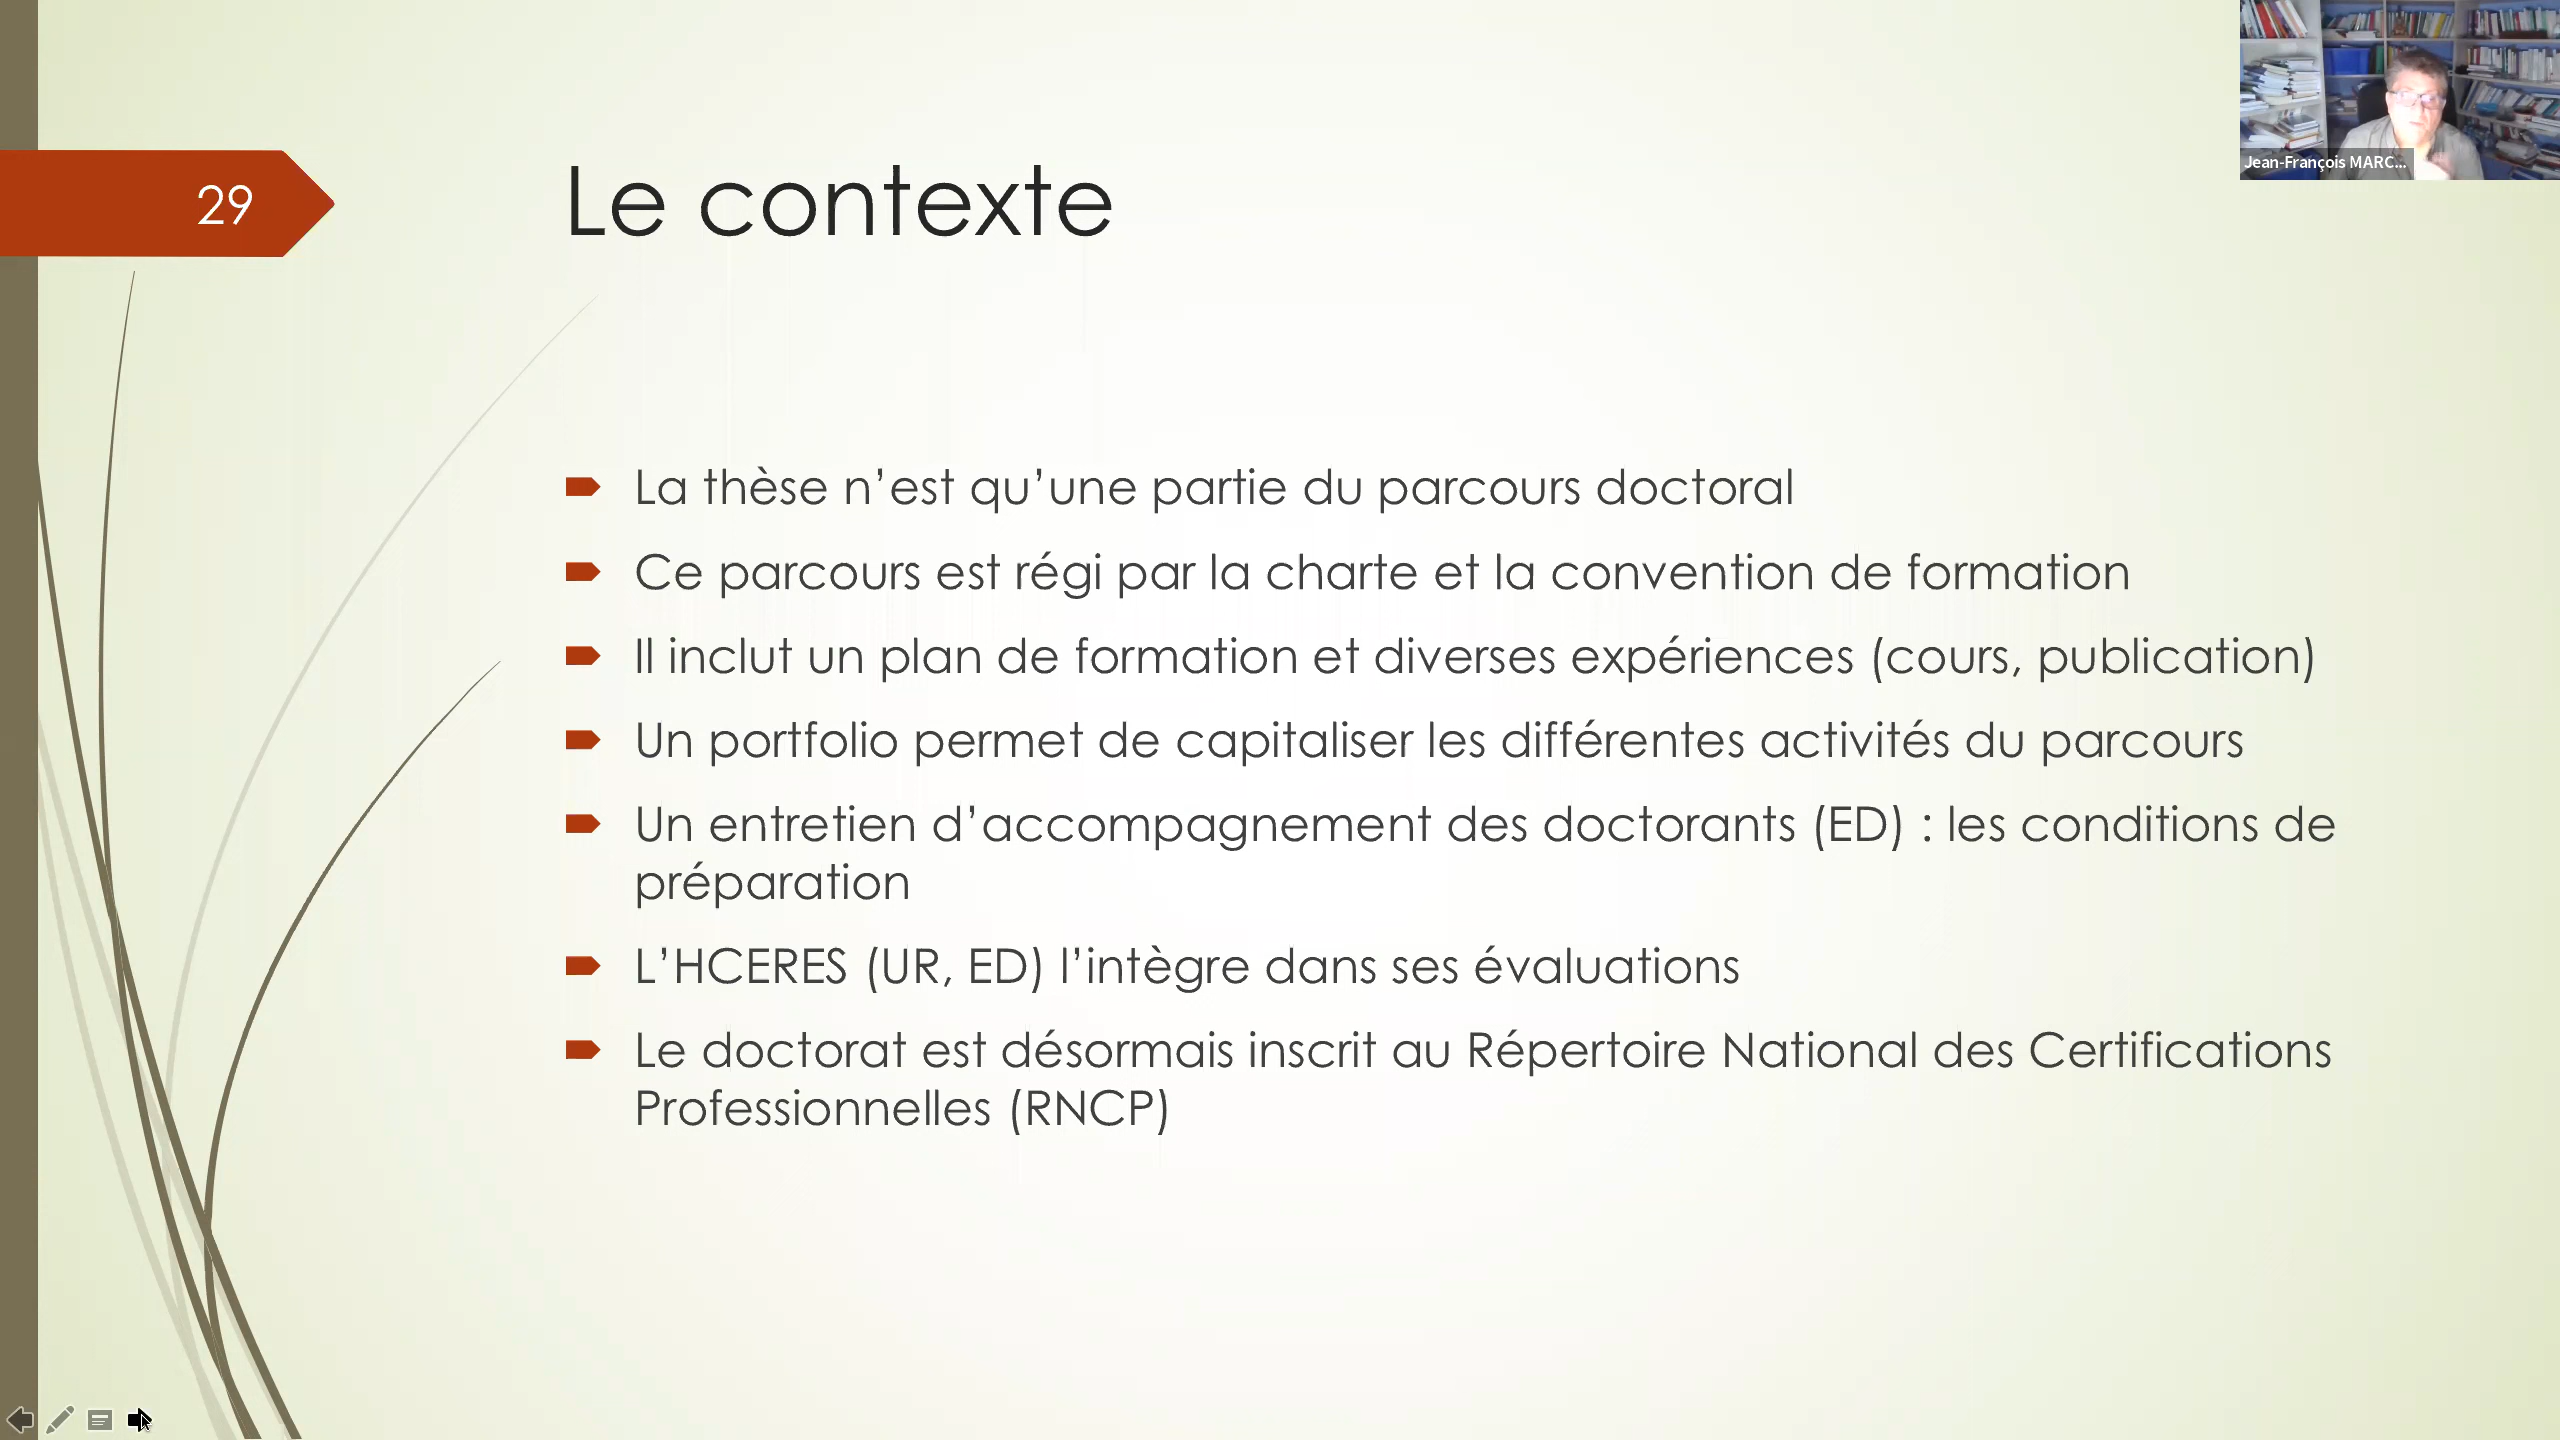 29
Le contexte
Jean-François MARC...
La thèse n’est qu’une partie du parcours doctoral
Ce parcours est régi par la charte et la convention de formation
Il inclut un plan de formation et diverses expériences (cours, publication)
Un portfolio permet de capitaliser les différentes activités du parcours
Un entretien d’accompagnement des doctorants (ED) : les conditions de
préparation
L’HCERES (UR, ED) l’intègre dans ses évaluations
Le doctorat est désormais inscrit au Répertoire National des Certifications
Professionnelles (RNCP)